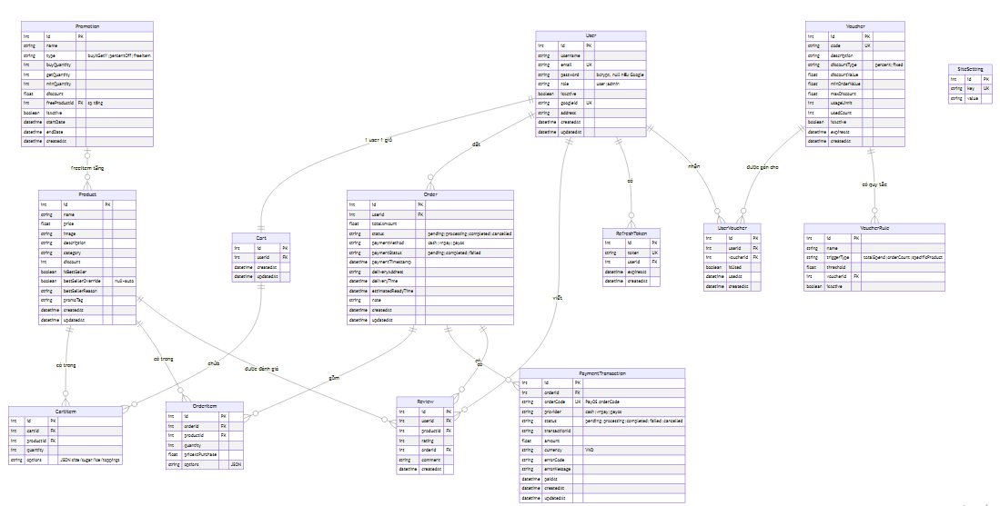 Promotion
int id PK
string name
string type buyXGetY|percentOff|freeItem
int buyQuantity
int getQuantity
int minQuantity
float discount
int freeProductId FK sp tặng
boolean isActive
datetime startDate
datetime endDate
datetime createdAt
User
int id PK
string username
string email UK
string password bcrypt, null nếu Google
string role user|admin
boolean isActive
string googleId UK
string address
datetime createdAt
datetime updatedAt
Voucher
int id PK
string code UK
string description
string discountType percent|fixed
float discountValue
float minOrderValue
float maxDiscount
int usageLimit
int usedCount
boolean isActive
datetime expiresAt
datetime createdAt
SiteSetting
int id PK
string key UK
string value
freeItem tặng
1 user 1 giỏ
đặt
có
nhận
được gán cho
có quy tắc
Product
int id PK
string name
float price
string image
string description
string category
int discount
boolean isBestSeller
boolean bestSellerOverride null=auto
string bestSellerReason
string promoTag
datetime createdAt
datetime updatedAt
Cart
int id PK
int userId FK
datetime createdAt
datetime updatedAt
Order
int id PK
int userId FK
float totalAmount
string status pending|processing|completed|cancelled
string paymentMethod cash|vnpay|payos
string paymentStatus pending|completed|failed
datetime paymentTimestamp
string deliveryAddress
datetime deliveryTime
datetime estimatedReadyTime
string note
datetime createdAt
datetime updatedAt
RefreshToken
int id PK
string token UK
int userId FK
datetime expiresAt
datetime createdAt
UserVoucher
int id PK
int userId FK
int voucherId FK
boolean isUsed
datetime usedAt
datetime createdAt
VoucherRule
int id PK
string name
string triggerType totalSpend|orderCount|specificProduct
float threshold
int voucherId FK
boolean isActive
viết
có trong
có trong
chứa
được đánh giá
gồm
có
có
CartItem
int id PK
int cartId FK
int productId FK
int quantity
string options JSON size/sugar/ice/toppings
OrderItem
int id PK
int orderId FK
int productId FK
int quantity
float priceAtPurchase
string options JSON
Review
int id PK
int userId FK
int productId FK
int rating
int orderId FK
string comment
datetime createdAt
PaymentTransaction
int id PK
int orderId FK
string orderCode UK PayOS orderCode
string provider cash|vnpay|payos
string status pending|processing|completed|failed|cancelled
string transactionId
float amount
string currency VND
string errorCode
string errorMessage
datetime paidAt
datetime createdAt
datetime updatedAt